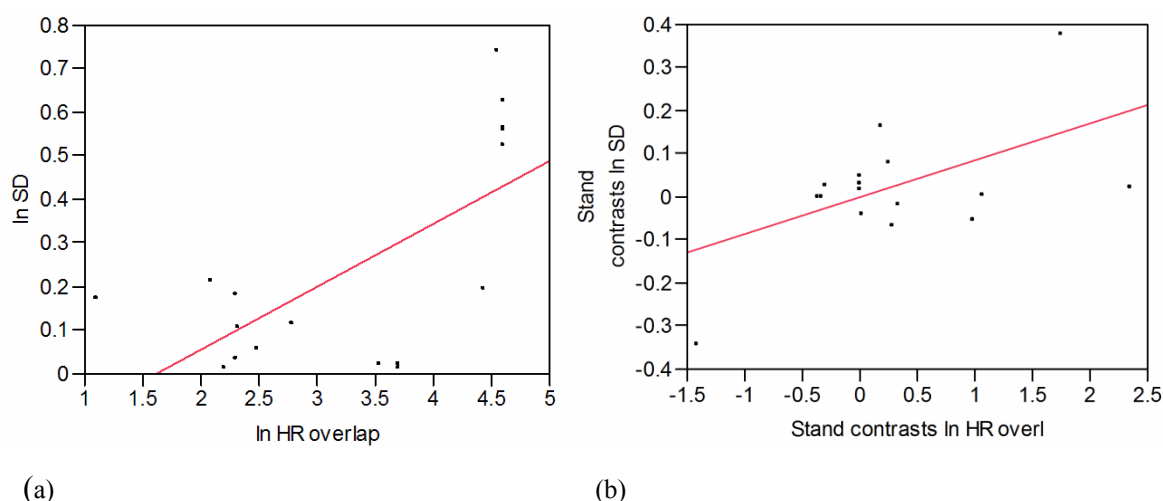 0.8
0.7
0.6
0.5
0.4
0.3
0.2
0.1
0
ln SD
1 1.5 2 2.5 3 3.5 4 4.5 5
ln HR overlap
(a)
0.4
0.3
0.2
0.1
0
-0.1
-0.2
-0.3
-0.4
Stand
contrasts ln SD
-1.5 -1 -0.5 0 0.5 1 1.5 2 2.5
Stand contrasts ln HR overl
(b)